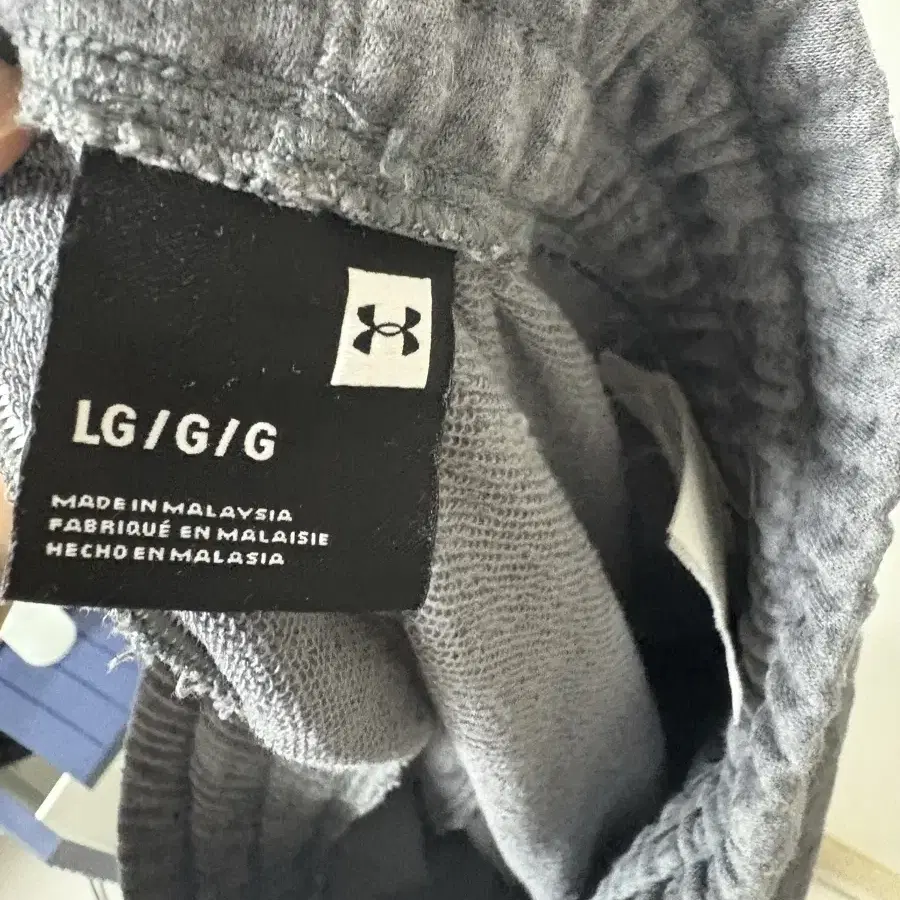 LG/G/G
MADE IN MALAYSIA
FABRIQUÉ EN MALAISIE
HECHO EN MALASIA